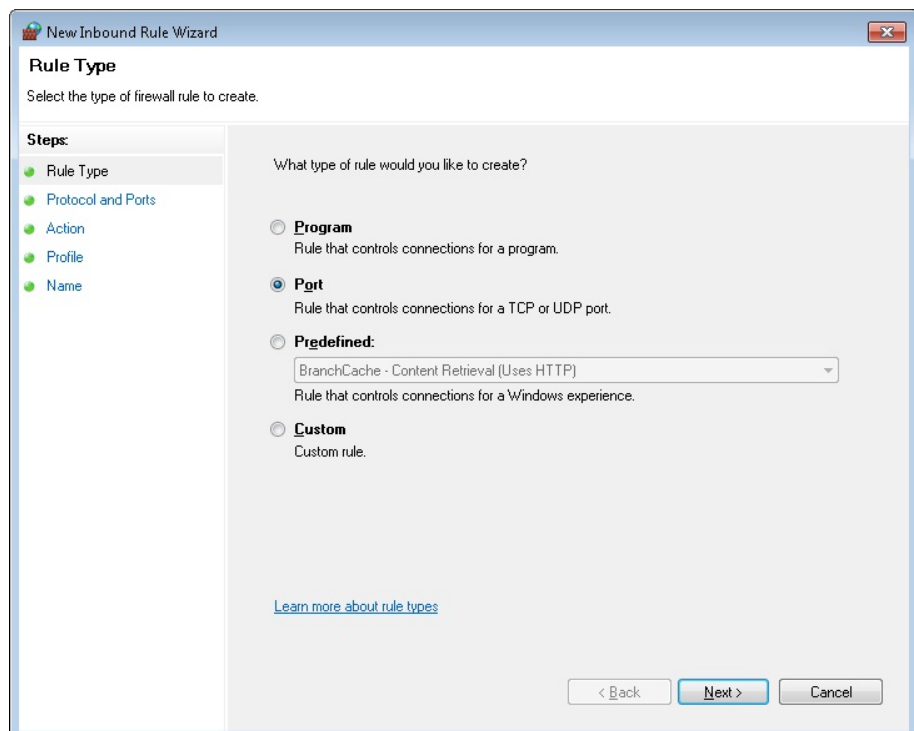 New Inbound Rule Wizard
Rule Type
Select the type of firewall rule to create.
Steps:
Rule Type
Protocol and Ports
Action
Profile
Name
What type of rule would you like to create?
Program
Rule that controls connections for a program.
Port
Rule that controls connections for a TCP or UDP port.
Predefined:
BranchCache - Content Retrieval (Uses HTTP)
Rule that controls connections for a Windows experience.
Custom
Custom rule.
Learn more about rule types
< Back Next > Cancel